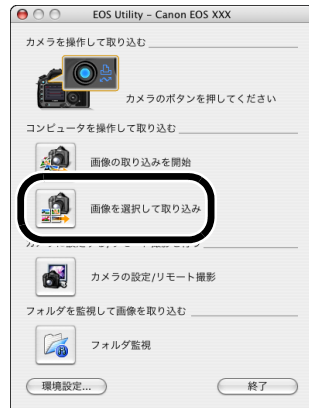 EOS Utility – Canon EOS XXX
カメラを操作して取り込む
カメラのボタンを押してください
コンピュータを操作して取り込む
画像の取り込みを開始
画像を選択して取り込み
カメラの設定/リモート撮影
フォルダを監視して画像を取り込む
フォルダ監視
環境設定...
終了